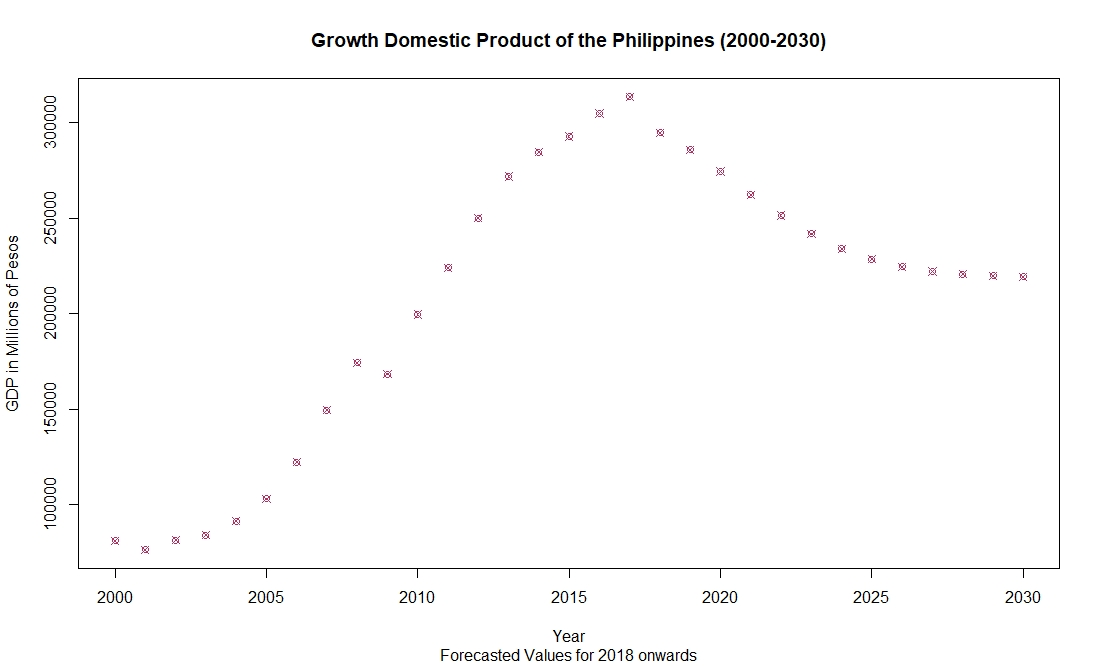 Growth Domestic Product of the Philippines (2000-2030)
300000
250000
200000
150000
100000
GDP in Millions of Pesos
2000 2005 2010 2015 2020 2025 2030
Year
Forecasted Values for 2018 onwards